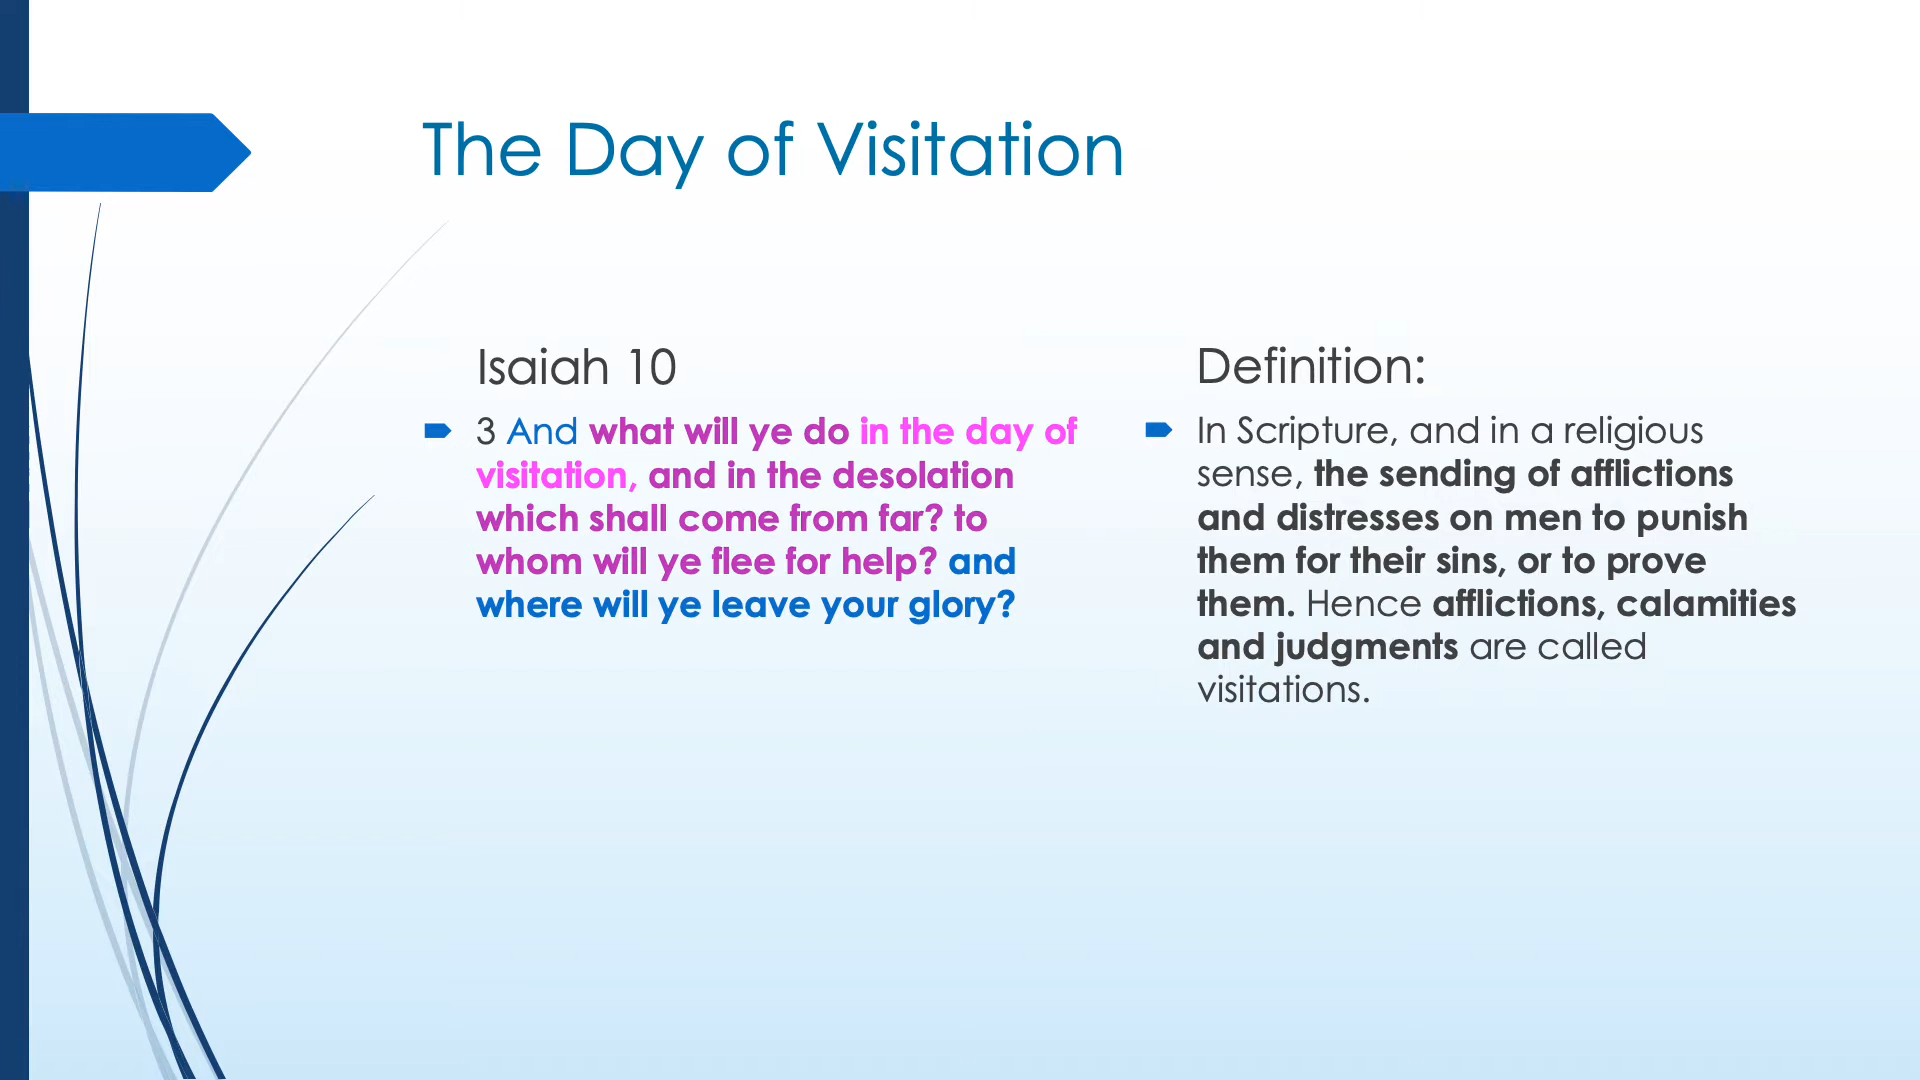 The Day of Visitation
Isaiah 10
3 And what will ye do in the day of
visitation, and in the desolation
which shall come from far? to
whom will ye flee for help? and
where will ye leave your glory?
Definition:
In Scripture, and in a religious
sense, the sending of afflictions
and distresses on men to punish
them for their sins, or to prove
them. Hence afflictions, calamities
and judgments are called
visitations.